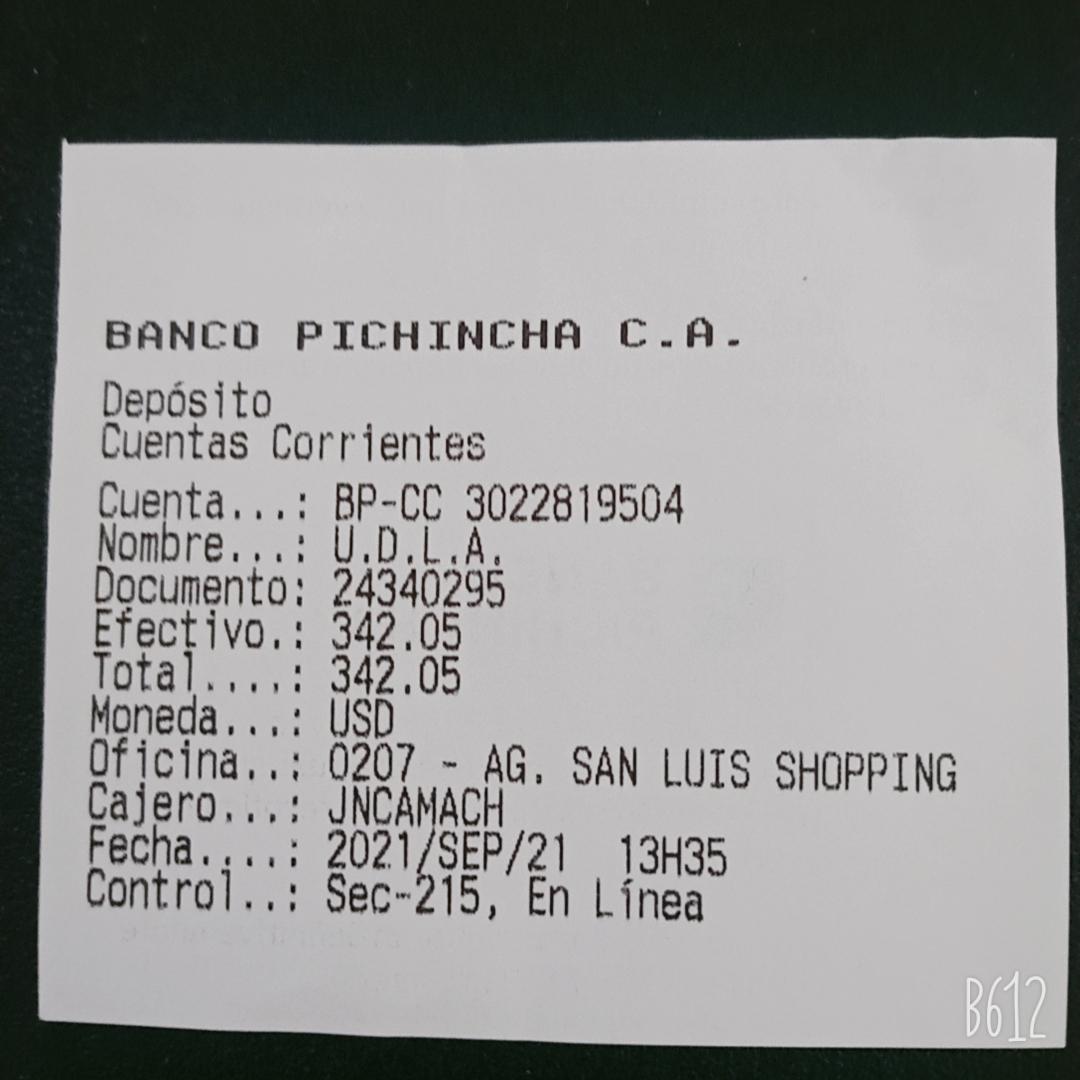 BANCO PICHINCHA C.A.
Depósito
Cuentas Corrientes
Cuenta...: BP-CC 3022819504
Nombre...: U.D.L.A.
Documento: 24340295
Efectivo.: 342.05
Total....: 342.05
Moneda...: USD
Oficina..: 0207 - AG. SAN LUIS SHOPPING
Cajero...: JNCAMACH
Fecha....: 2021/SEP/21 13H35
Control..: Sec-215, En Línea
B612